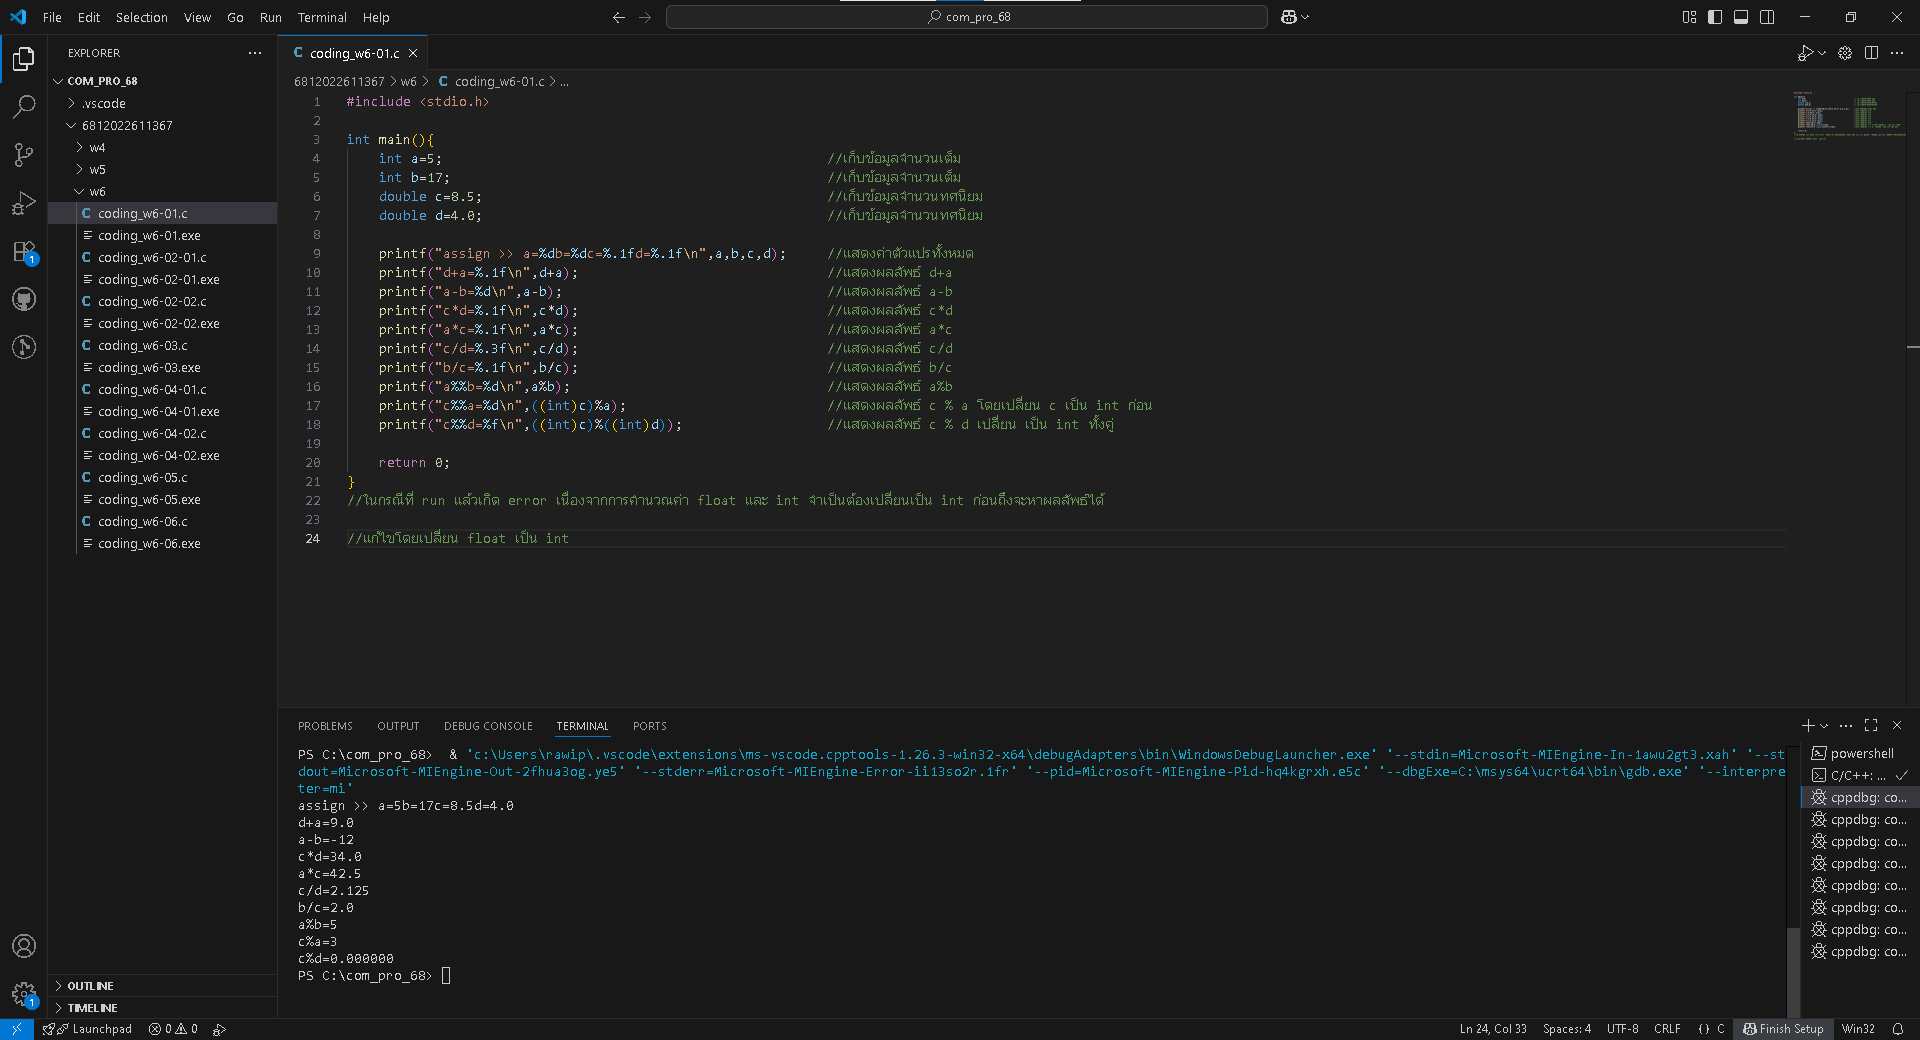 File Edit Selection View Go Run Terminal Help
com_pro_68
EXPLORER
COM_PRO_68
.vscode
6812022611367
w4
w5
w6
coding_w6-01.c
coding_w6-01.exe
coding_w6-02-01.c
coding_w6-02-01.exe
coding_w6-02-02.c
coding_w6-02-02.exe
coding_w6-03.c
coding_w6-03.exe
coding_w6-04-01.c
coding_w6-04-01.exe
coding_w6-04-02.c
coding_w6-04-02.exe
coding_w6-05.c
coding_w6-05.exe
coding_w6-06.c
coding_w6-06.exe
OUTLINE
TIMELINE
C coding_w6-01.c
6812022611367 > w6 > C coding_w6-01.c > ...
1 #include <stdio.h>
2
3 int main(){
4 int a=5; //เก็บข้อมูลจำนวนเต็ม
5 int b=17; //เก็บข้อมูลจำนวนเต็ม
6 double c=8.5; //เก็บข้อมูลจำนวนทศนิยม
7 double d=4.0; //เก็บข้อมูลจำนวนทศนิยม
8
9 printf("assign >> a=%db=%dc=%.1fd=%.1f\n",a,b,c,d); //แสดงค่าตัวแปรทั้งหมด
10 printf("d+a=%.1f\n",d+a); //แสดงผลลัพธ์ d+a
11 printf("a-b=%d\n",a-b); //แสดงผลลัพธ์ a-b
12 printf("c*d=%.1f\n",c*d); //แสดงผลลัพธ์ c*d
13 printf("a*c=%.1f\n",a*c); //แสดงผลลัพธ์ a*c
14 printf("c/d=%.3f\n",c/d); //แสดงผลลัพธ์ c/d
15 printf("b/c=%.1f\n",b/c); //แสดงผลลัพธ์ b/c
16 printf("a%%b=%d\n",a%b); //แสดงผลลัพธ์ a%b
17 printf("c%%a=%d\n",((int)c)%a); //แสดงผลลัพธ์ c % a โดยเปลี่ยน c เป็น int ก่อน
18 printf("c%%d=%f\n",((int)c)%((int)d)); //แสดงผลลัพธ์ c % d เปลี่ยน เป็น int ทั้งคู่
19
20 return 0;
21 }
22 //ในกรณีที่ run แล้วเกิด error เนื่องจากการคำนวณค่า float และ int จำเป็นต้องเปลี่ยนเป็น int ก่อนถึงจะหาผลลัพธ์ได้
23
24 //แก้ไขโดยเปลี่ยน float เป็น int
PROBLEMS OUTPUT DEBUG CONSOLE TERMINAL PORTS
PS C:\com_pro_68> & 'c:\Users\rawip\.vscode\extensions\ms-vscode.cpptools-1.26.3-win32-x64\debugAdapters\bin\WindowsDebugLauncher.exe' '--stdin=Microsoft-MIEngine-In-1awu2gt3.xah' '--st
dout=Microsoft-MIEngine-Out-2fhua3og.ye5' '--stderr=Microsoft-MIEngine-Error-ii13so2r.1fr' '--pid=Microsoft-MIEngine-Pid-hq4kgrxh.e5c' '--dbgExe=C:\msys64\ucrt64\bin\gdb.exe' '--interpre
ter=mi'
assign >> a=5b=17c=8.5d=4.0
d+a=9.0
a-b=-12
c*d=34.0
a*c=42.5
c/d=2.125
b/c=2.0
a%b=5
c%a=3
c%d=0.000000
PS C:\com_pro_68>
powershell
C/C++: ...
cppdbg: co...
cppdbg: co...
cppdbg: co...
cppdbg: co...
cppdbg: co...
cppdbg: co...
cppdbg: co...
cppdbg: co...
Launchpad 0 0 Ln 24, Col 33 Spaces: 4 UTF-8 CRLF {} C Finish Setup Win32